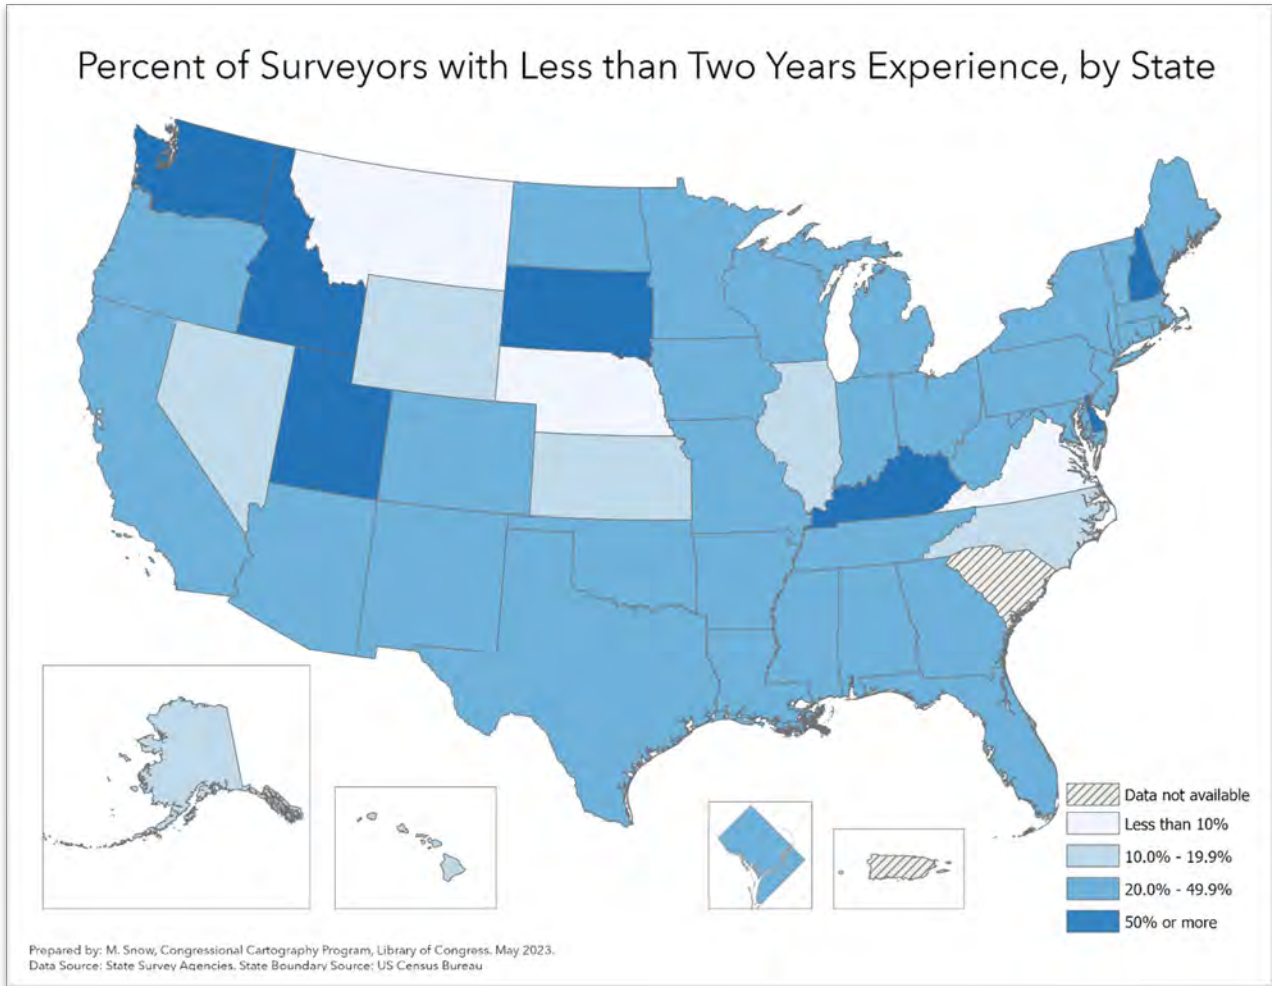 Percent of Surveyors with Less than Two Years Experience, by State
Data not available
Less than 10%
10.0% - 19.9%
20.0% - 49.9%
50% or more
Prepared by: M. Snow, Congressional Cartography Program, Library of Congress. May 2023.
Data Source: State Survey Agencies. State Boundary Source: US Census Bureau